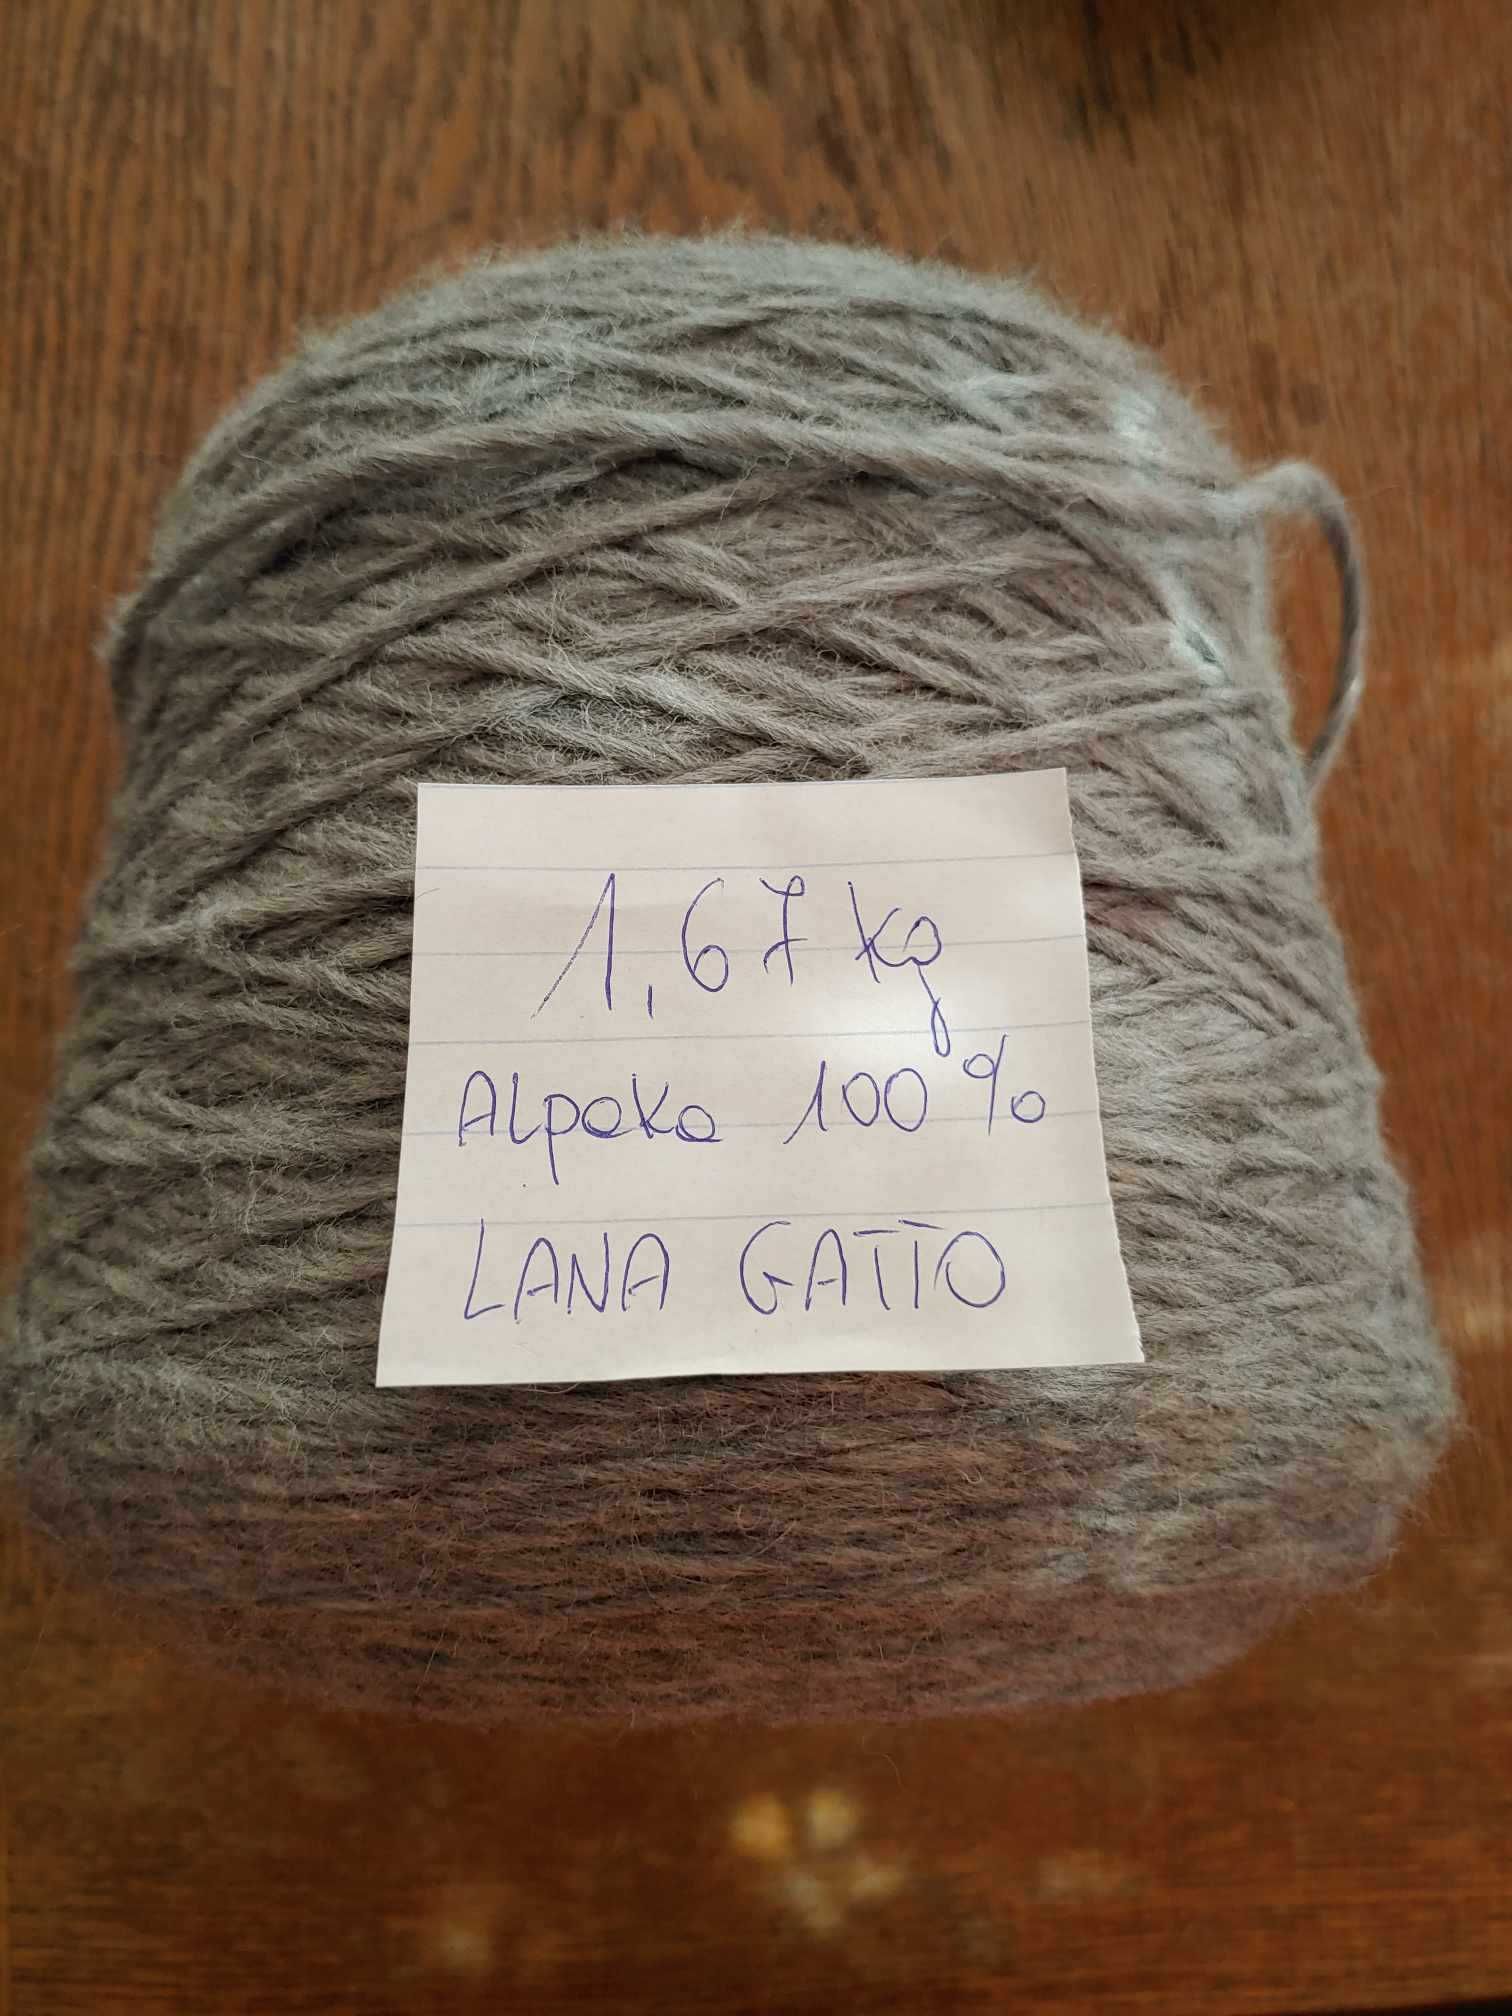 1,67 kg
Alpaka 100%
LANA GATTO